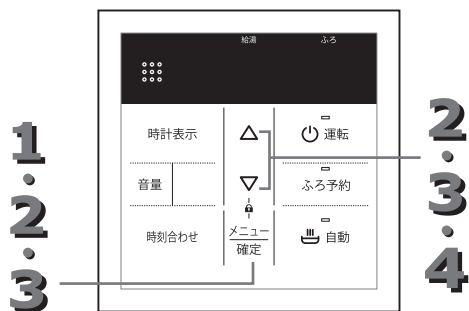 給湯 ふろ
時計表示 運転
音量 ふろ予約
時刻合わせ メニュー 確定 自動
1・2・3
2・3・4